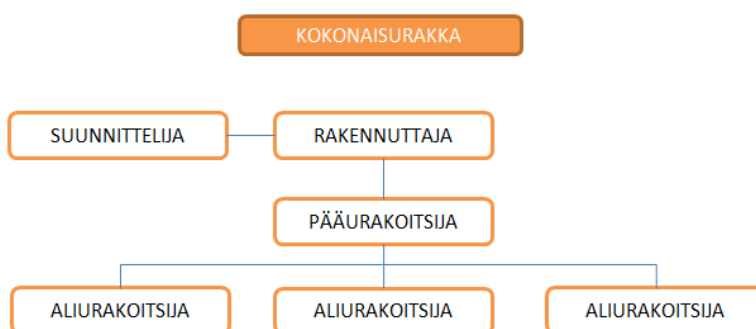 KOKONAISURAKKA
SUUNNITTELIJA RAKENNUTTAJA
PÄÄURAKOITSIJA
ALIURAKOITSIJA ALIURAKOITSIJA ALIURAKOITSIJA